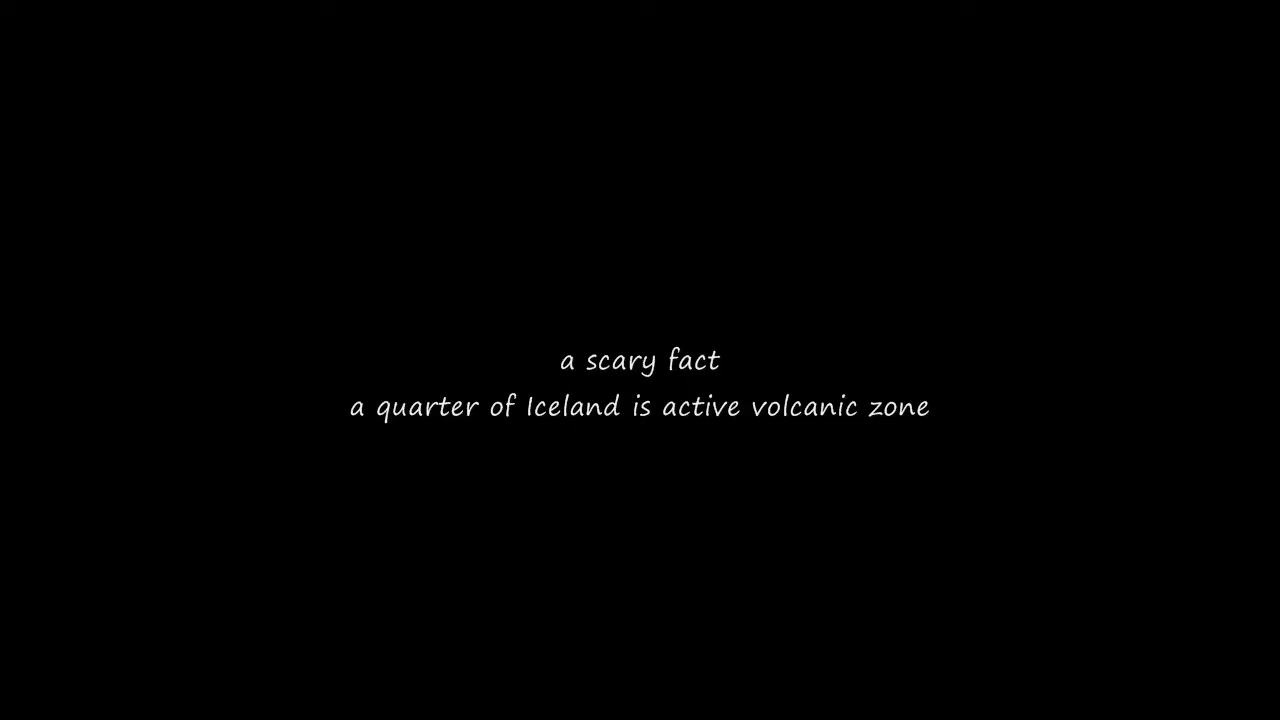 a scary fact
a quarter of Iceland is active volcanic zone